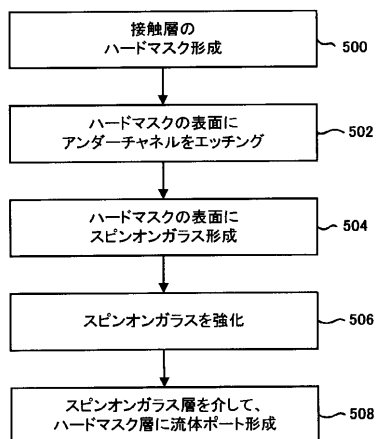 接触層の
ハードマスク形成
500
ハードマスクの表面に
アンダーチャネルをエッチング
502
ハードマスクの表面に
スピンオンガラス形成
504
スピンオンガラスを強化
506
スピンオンガラス層を介して、
ハードマスク層に流体ポート形成
508